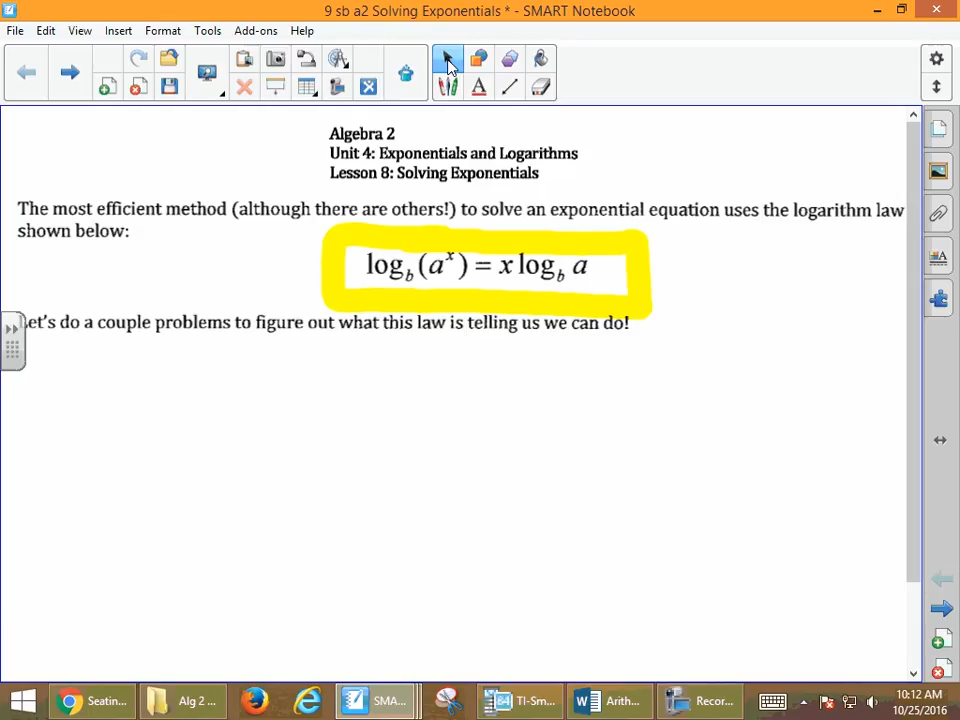 9 sb a2 Solving Exponentials * - SMART Notebook
File Edit View Insert Format Tools Add-ons Help
Algebra 2
Unit 4: Exponentials and Logarithms
Lesson 8: Solving Exponentials
The most efficient method (although there are others!) to solve an exponential equation uses the logarithm law
shown below:
log_b (a^x) = x log_b a
Let's do a couple problems to figure out what this law is telling us we can do!
Seatin... Alg 2 ... SMA... TI-Sm... Arith... Recor...
10:12 AM
10/25/2016